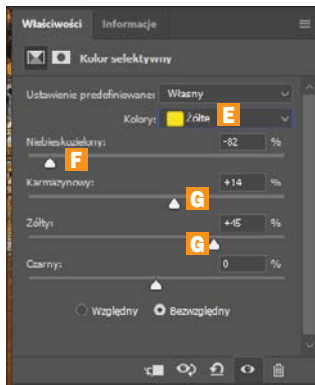 Właściwości Informacje
Kolor selektywny
Ustawienie predefiniowane: Własny
Kolory: Żółte E
Niebieskozielony: -82 %
F
Karmazynowy: +14 %
G
Żółty: +45 %
G
Czarny: 0 %
Względny Bezwzględny